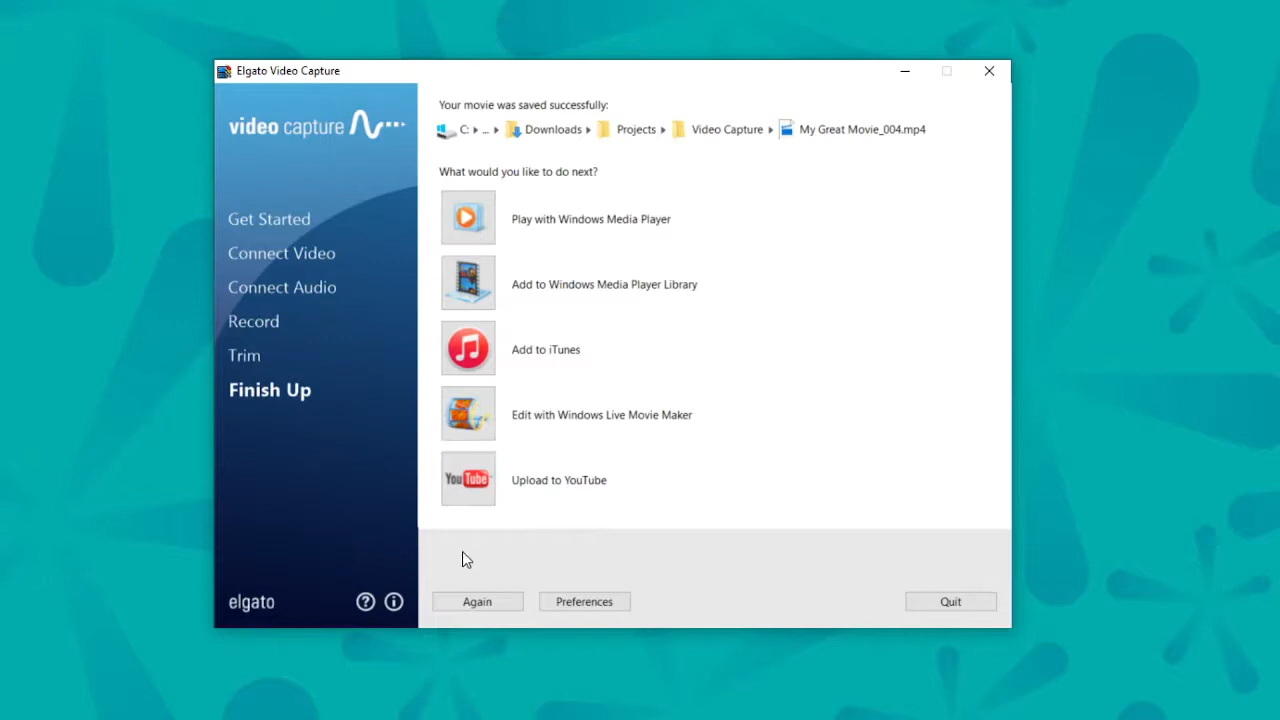 Elgato Video Capture
video capture
Get Started
Connect Video
Connect Audio
Record
Trim
Finish Up
elgato
Your movie was saved successfully:
C: ... Downloads Projects Video Capture My Great Movie_004.mp4
What would you like to do next?
Play with Windows Media Player
Add to Windows Media Player Library
Add to iTunes
Edit with Windows Live Movie Maker
YouTube Upload to YouTube
Again Preferences Quit